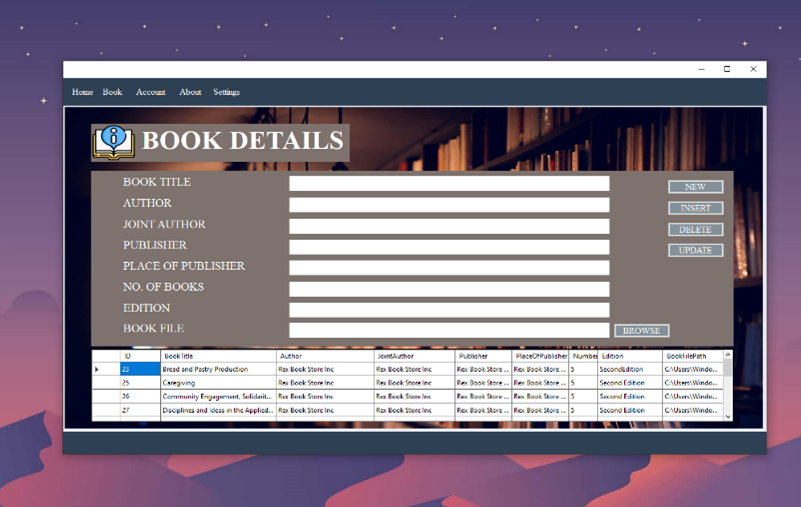 Home Book Account About Settings
BOOK DETAILS
BOOK TITLE
NEW
AUTHOR
INSERT
JOINT AUTHOR
DELETE
PUBLISHER
UPDATE
PLACE OF PUBLISHER
NO. OF BOOKS
EDITION
BOOK FILE
BROWSE
ID BookTitle Author JointAuthor Publisher PlaceOfPublisher Number Edition BookFilePath
23 Bread and Pastry Production Rex Book Store Inc Rex Book Store Inc Rex Book Store ... Rex Book Store ... 5 SecondEdition C:\Users\Windo...
25 Caregiving Rex Book Store Inc Rex Book Store Inc Rex Book Store ... Rex Book Store ... 5 Second Edition C:\Users\Windo...
26 Community Engagement, Solidarit... Rex Book Store Inc Rex Book Store Inc Rex Book Store ... Rex Book Store ... 5 Second Edition C:\Users\Windo...
27 Disciplines and Ideas in the Applied... Rex Book Store Inc Rex Book Store Inc Rex Book Store ... Rex Book Store ... 5 Second Edition C:\Users\Windo...